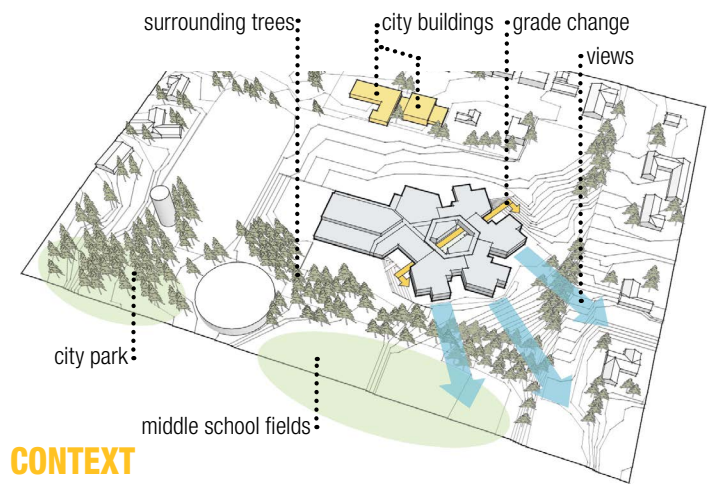 surrounding trees
city buildings
grade change
views
city park
middle school fields
CONTEXT